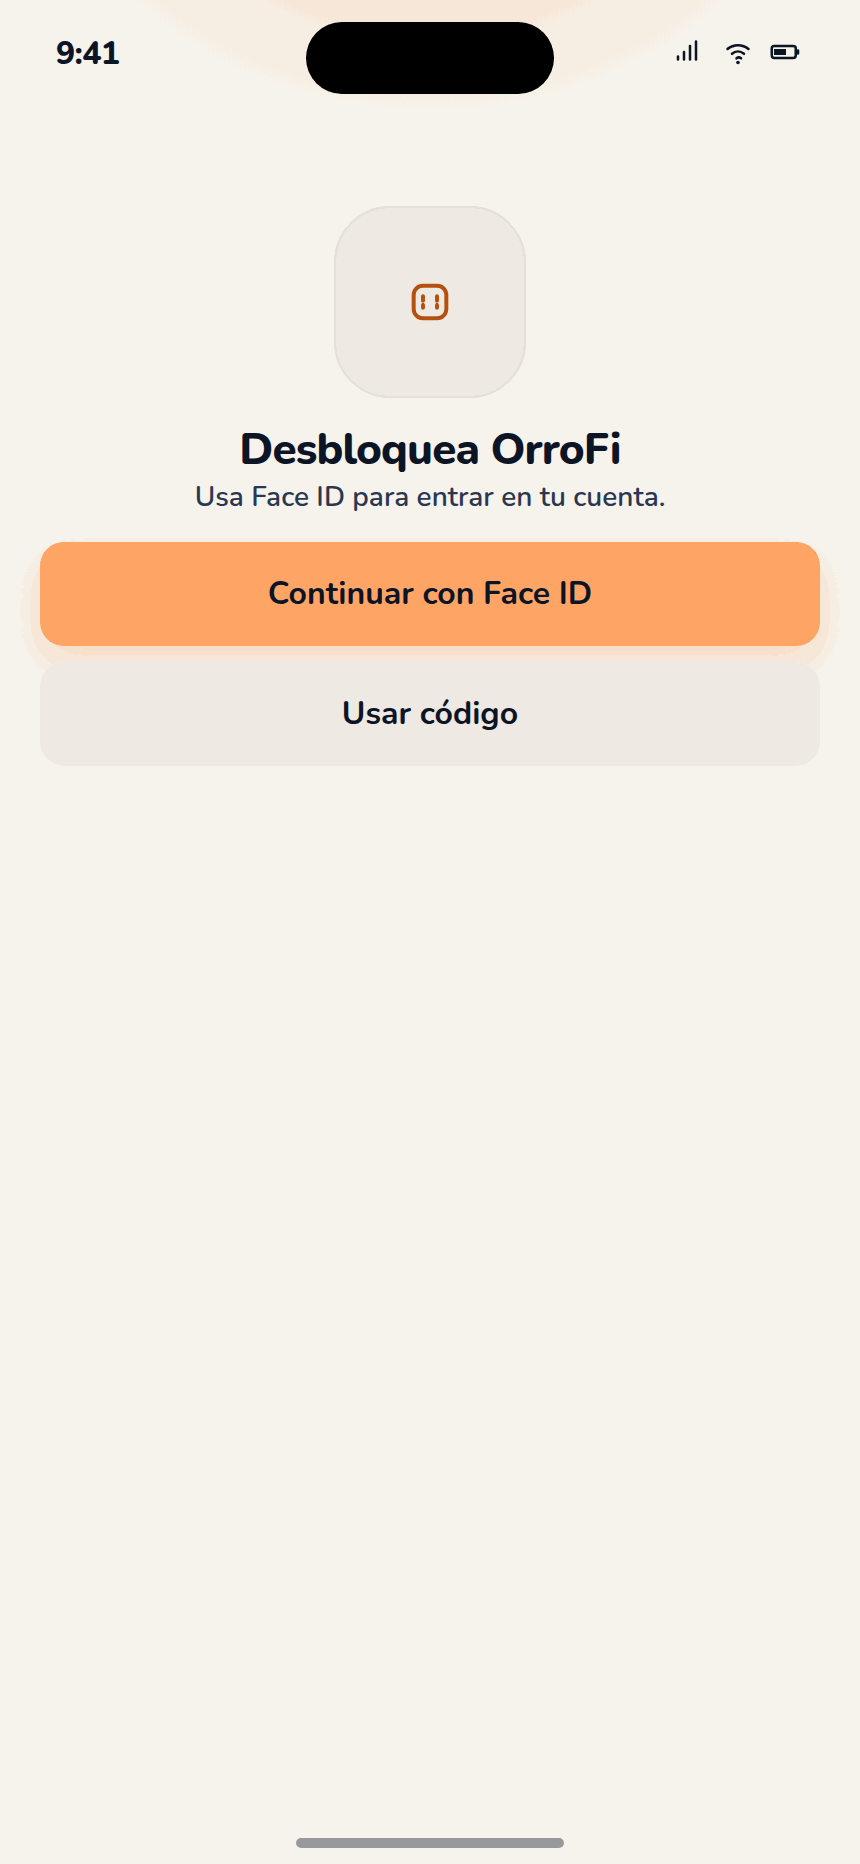 9:41
Desbloquea OrroFi
Usa Face ID para entrar en tu cuenta.
Continuar con Face ID
Usar código